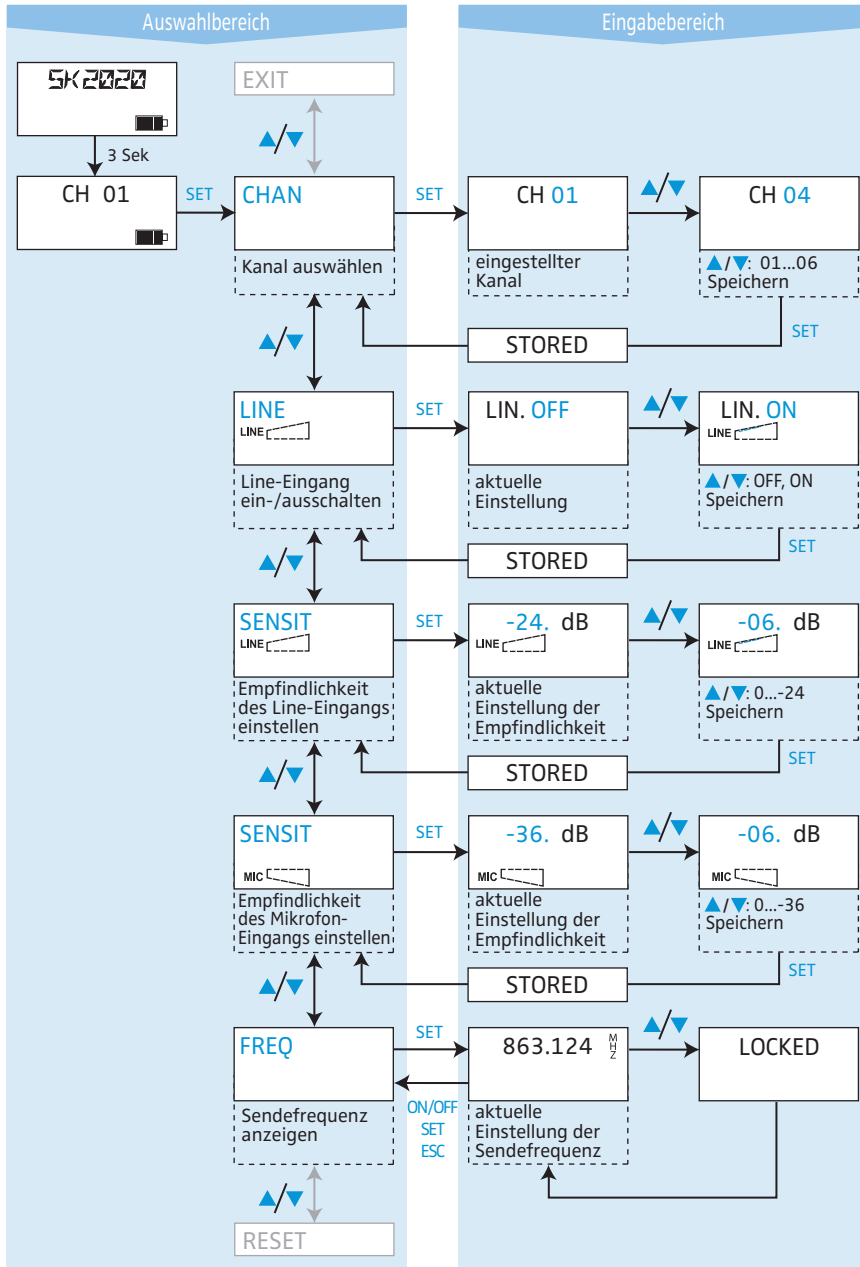 Auswahlbereich
Eingabebereich
SK2020
3 Sek
CH 01
SET
EXIT
▲/▼
CHAN
Kanal auswählen
SET
CH 01
eingestellter
Kanal
▲/▼
CH 04
▲/▼: 01...06
Speichern
SET
STORED
▲/▼
LINE
LINE
Line-Eingang
ein-/ausschalten
SET
LIN. OFF
aktuelle
Einstellung
▲/▼
LIN. ON
LINE
▲/▼: OFF, ON
Speichern
SET
STORED
▲/▼
SENSIT
LINE
Empfindlichkeit
des Line-Eingangs
einstellen
SET
-24. dB
LINE
aktuelle
Einstellung der
Empfindlichkeit
▲/▼
-06. dB
LINE
▲/▼: 0...-24
Speichern
SET
STORED
▲/▼
SENSIT
MIC
Empfindlichkeit
des Mikrofon-
Eingangs einstellen
SET
-36. dB
MIC
aktuelle
Einstellung der
Empfindlichkeit
▲/▼
-06. dB
MIC
▲/▼: 0...-36
Speichern
SET
STORED
▲/▼
FREQ
Sendefrequenz
anzeigen
SET
ON/OFF
SET
ESC
863.124 MHZ
aktuelle
Einstellung der
Sendefrequenz
▲/▼
LOCKED
▲/▼
RESET